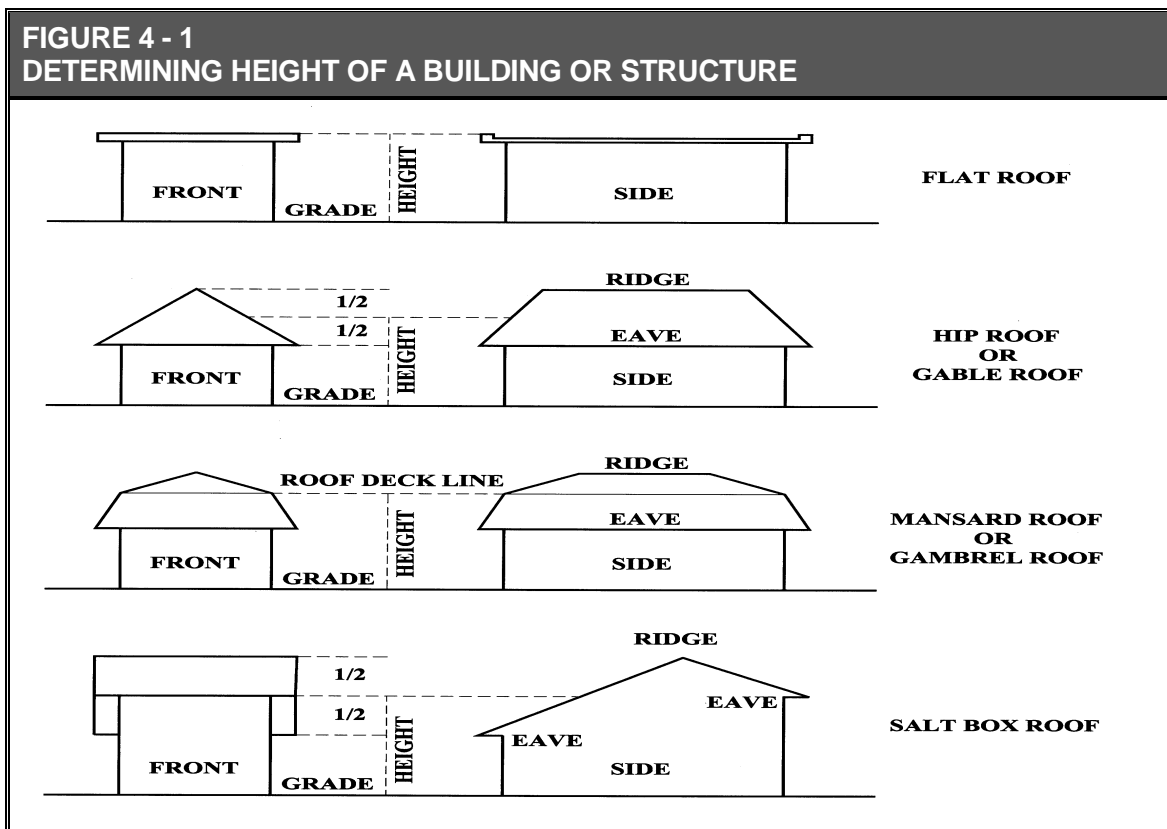 FIGURE 4 - 1
DETERMINING HEIGHT OF A BUILDING OR STRUCTURE
FRONT
GRADE
HEIGHT
SIDE
FLAT ROOF
RIDGE
1/2
1/2
EAVE
FRONT
GRADE
HEIGHT
SIDE
HIP ROOF
OR
GABLE ROOF
RIDGE
ROOF DECK LINE
EAVE
FRONT
GRADE
HEIGHT
SIDE
MANSARD ROOF
OR
GAMBREL ROOF
RIDGE
1/2
1/2
EAVE
EAVE
FRONT
GRADE
HEIGHT
SIDE
SALT BOX ROOF